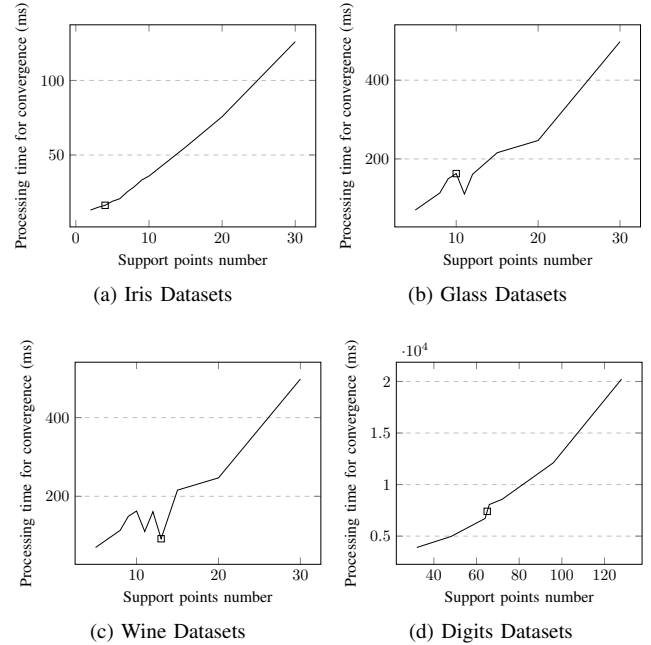 Processing time for convergence (ms)
100
50
0
10
20
30
Support points number
(a) Iris Datasets
Processing time for convergence (ms)
400
200
10
20
30
Support points number
(b) Glass Datasets
Processing time for convergence (ms)
400
200
10
20
30
Support points number
(c) Wine Datasets
·10⁴
Processing time for convergence (ms)
2
1.5
1
0.5
40
60
80
100
120
Support points number
(d) Digits Datasets